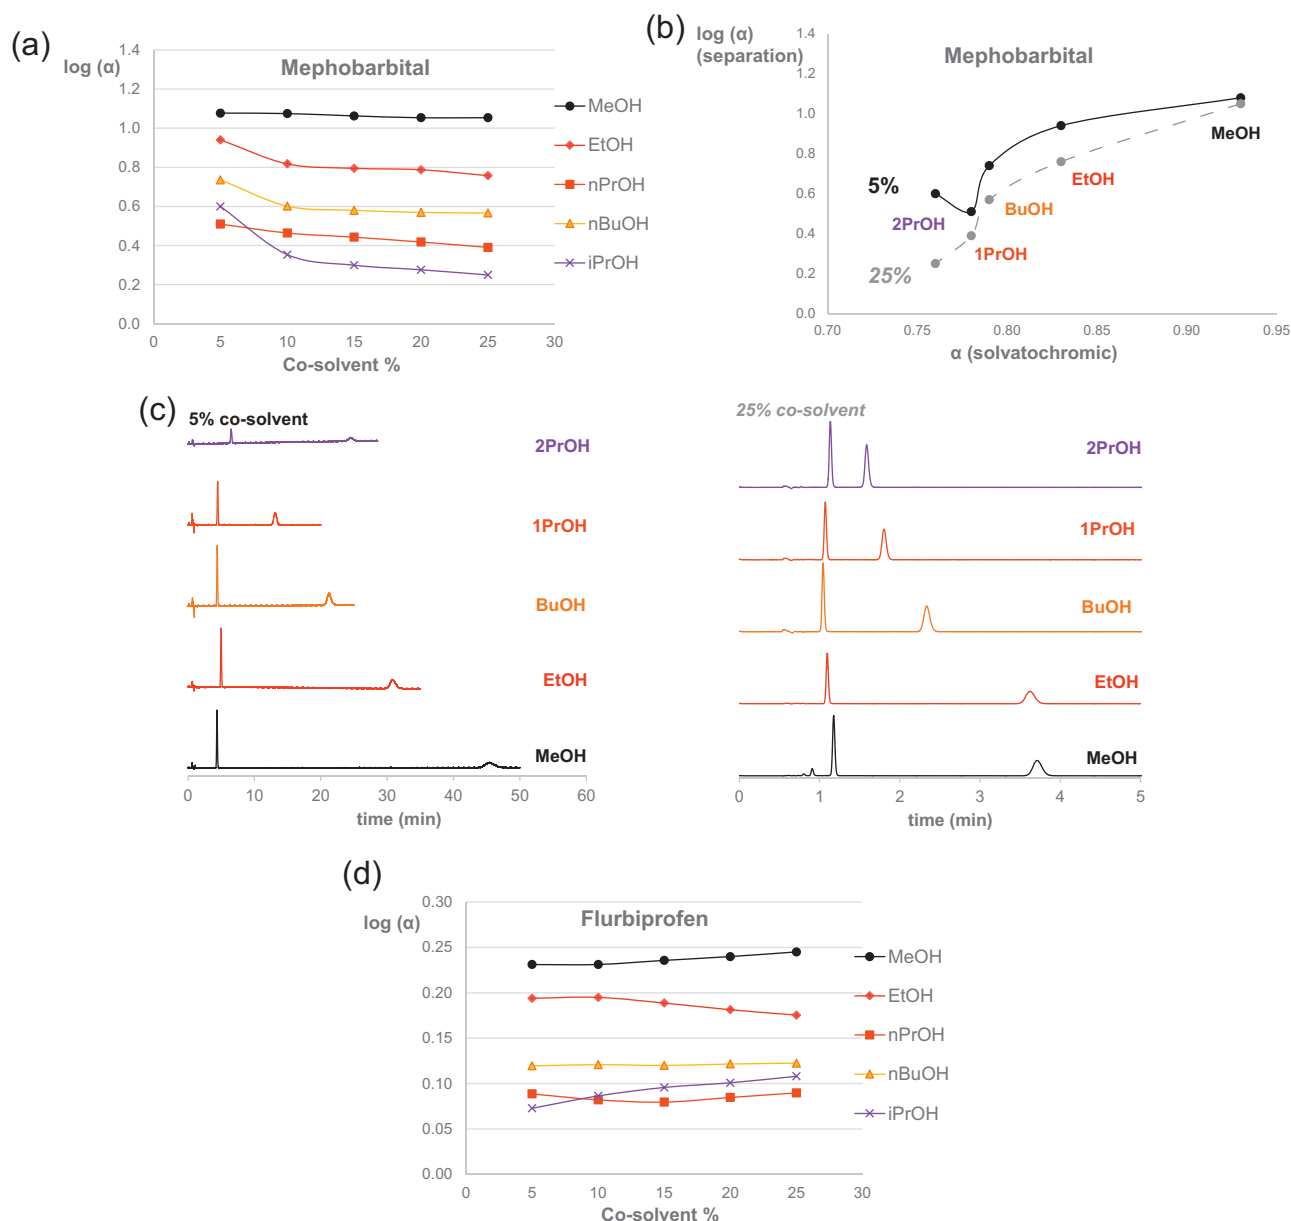 (a)
log (α)
Mephobarbital
1.4
1.2
1.0
0.8
0.6
0.4
0.2
0.0
0 5 10 15 20 25 30
Co-solvent %
MeOH
EtOH
nPrOH
nBuOH
iPrOH
(b)
log (α)
(separation)
Mephobarbital
1.4
1.2
1.0
0.8
0.6
0.4
0.2
0.0
5%
25%
2PrOH
1PrOH
BuOH
EtOH
MeOH
0.70 0.75 0.80 0.85 0.90 0.95
α (solvatochromic)
(c)
5% co-solvent
2PrOH
1PrOH
BuOH
EtOH
MeOH
0 10 20 30 40 50 60
time (min)
25% co-solvent
2PrOH
1PrOH
BuOH
EtOH
MeOH
0 1 2 3 4 5
time (min)
(d)
log (α)
Flurbiprofen
0.30
0.25
0.20
0.15
0.10
0.05
0.00
0 5 10 15 20 25 30
Co-solvent %
MeOH
EtOH
nPrOH
nBuOH
iPrOH